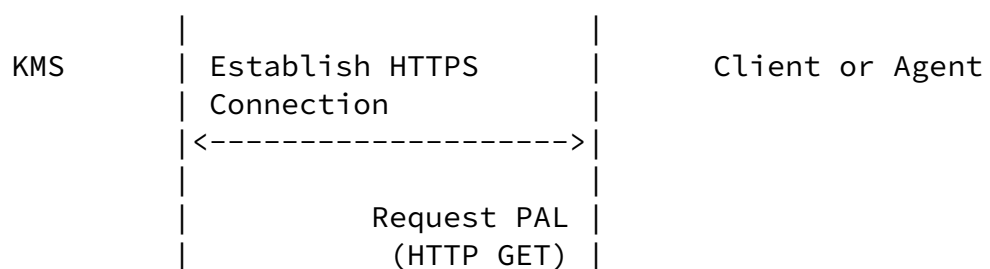 KMS | Establish HTTPS | Client or Agent
| Connection |
|<-------------------->|
| |
| Request PAL |
| (HTTP GET) |